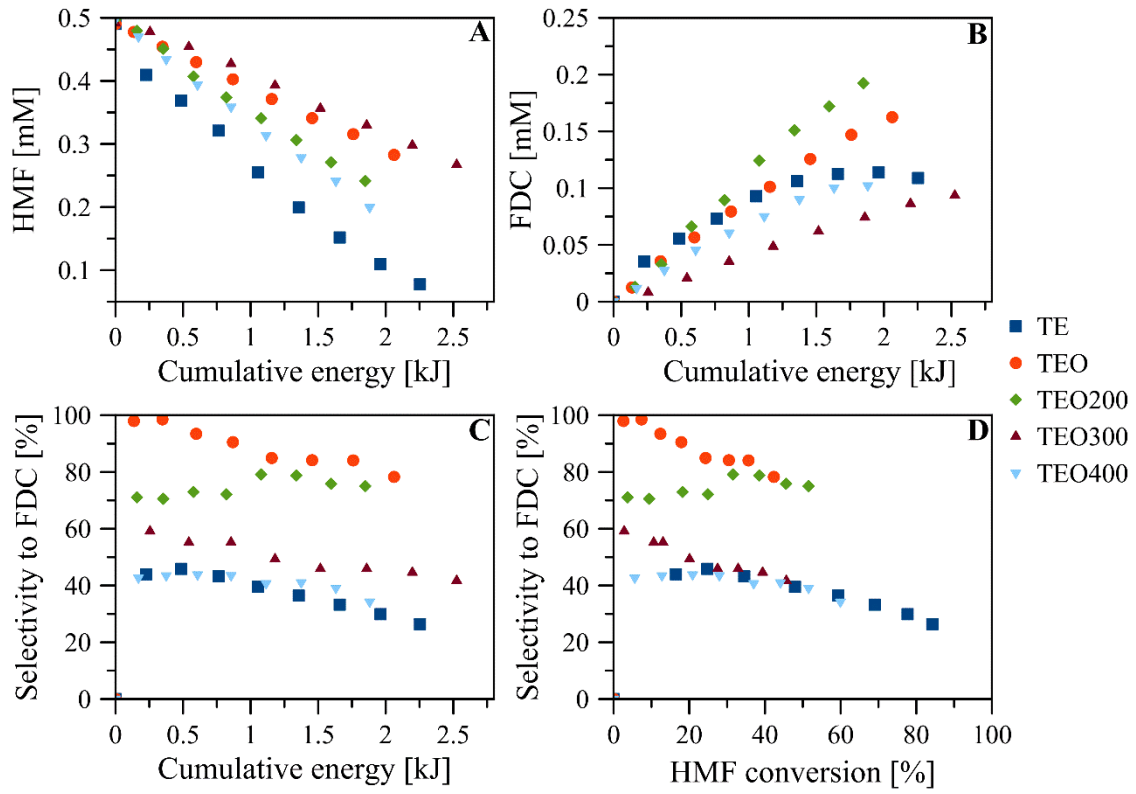 A
HMF [mM]
0.5
0.4
0.3
0.2
0.1
0 0.5 1 1.5 2 2.5
Cumulative energy [kJ]
B
FDC [mM]
0.25
0.2
0.15
0.1
0.05
0
0 0.5 1 1.5 2 2.5
Cumulative energy [kJ]
TE
TEO
TEO200
TEO300
TEO400
C
Selectivity to FDC [%]
100
80
60
40
20
0
0 0.5 1 1.5 2 2.5
Cumulative energy [kJ]
D
Selectivity to FDC [%]
100
80
60
40
20
0
0 20 40 60 80 100
HMF conversion [%]